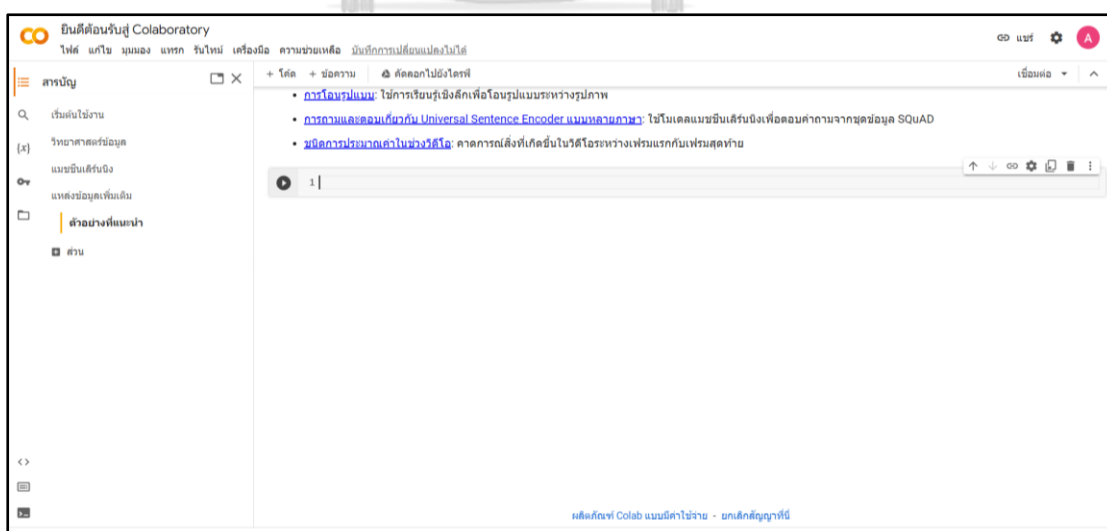 ยินดีต้อนรับสู่ Colaboratory
ไฟล์ แก้ไข มุมมอง แทรก รันไทม์ เครื่องมือ ความช่วยเหลือ บันทึกการเปลี่ยนแปลงไม่ได้
แชร์
A
สารบัญ
เริ่มต้นใช้งาน
วิทยาศาสตร์ข้อมูล
แมชชีนเลิร์นนิง
แหล่งข้อมูลเพิ่มเติม
ตัวอย่างที่แนะนำ
ส่วน
+ โค้ด + ข้อความ คัดลอกไปยังไดรฟ์
เชื่อมต่อ
• การโอนรูปแบบ: ใช้การเรียนรู้เชิงลึกเพื่อโอนรูปแบบระหว่างรูปภาพ
• การถามและตอบเกี่ยวกับ Universal Sentence Encoder แบบหลายภาษา: ใช้โมเดลแมชชีนเลิร์นนิงเพื่อตอบคำถามจากชุดข้อมูล SQuAD
• ชนิดการประมาณค่าในช่วงวิดีโอ: คาดการณ์สิ่งที่เกิดขึ้นในวิดีโอระหว่างเฟรมแรกกับเฟรมสุดท้าย
1
ผลิตภัณฑ์ Colab แบบมีค่าใช้จ่าย - ยกเลิกสัญญาที่นี่